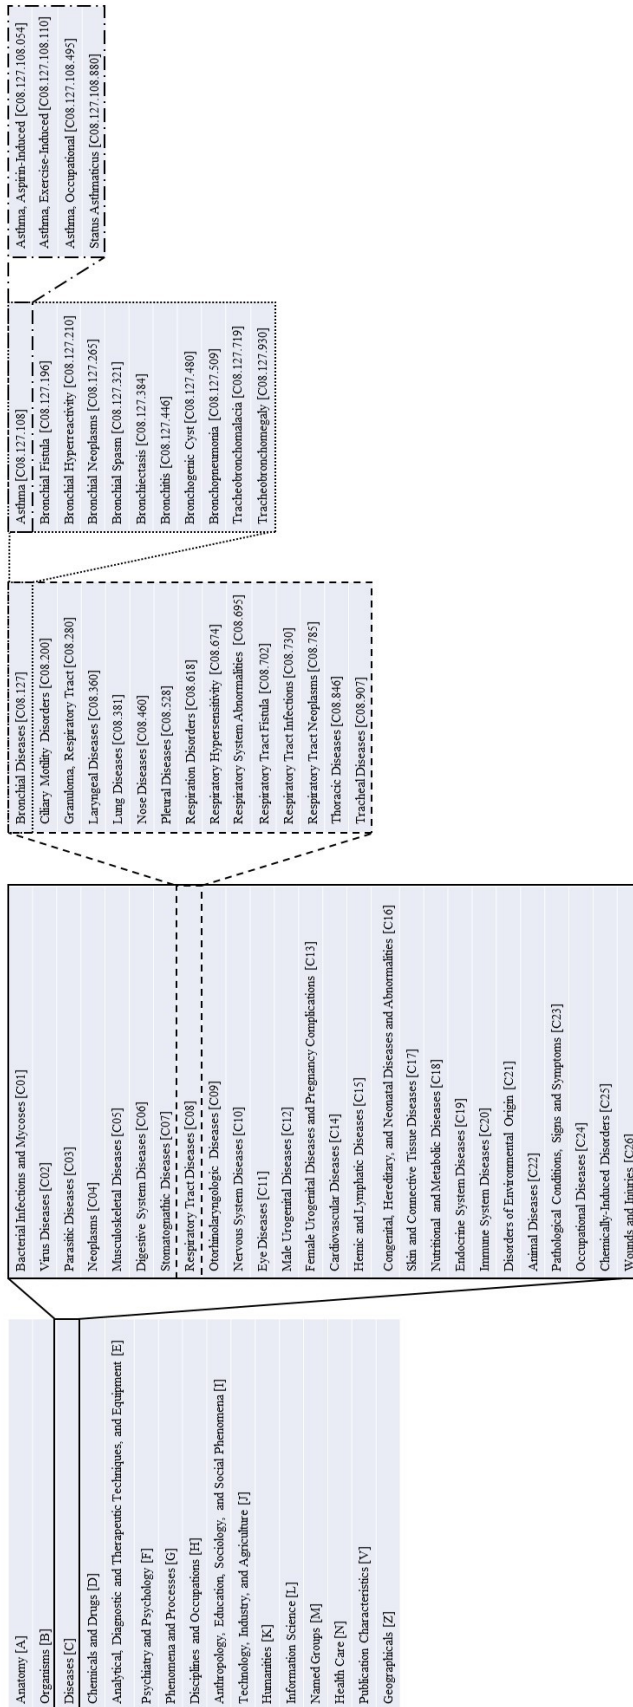 Anatomy [A]
Organisms [B]
Diseases [C]
Chemicals and Drugs [D]
Analytical, Diagnostic and Therapeutic Techniques, and Equipment [E]
Psychiatry and Psychology [F]
Phenomena and Processes [G]
Disciplines and Occupations [H]
Anthropology, Education, Sociology, and Social Phenomena [I]
Technology, Industry, and Agriculture [J]
Humanities [K]
Information Science [L]
Named Groups [M]
Health Care [N]
Publication Characteristics [V]
Geographicals [Z]
Bacterial Infections and Mycoses [C01]
Virus Diseases [C02]
Parasitic Diseases [C03]
Neoplasms [C04]
Musculoskeletal Diseases [C05]
Digestive System Diseases [C06]
Stomatognathic Diseases [C07]
Respiratory Tract Diseases [C08]
Otorhinolaryngologic Diseases [C09]
Nervous System Diseases [C10]
Eye Diseases [C11]
Male Urogenital Diseases [C12]
Female Urogenital Diseases and Pregnancy Complications [C13]
Cardiovascular Diseases [C14]
Hemic and Lymphatic Diseases [C15]
Congenital, Hereditary, and Neonatal Diseases and Abnormalities [C16]
Skin and Connective Tissue Diseases [C17]
Nutritional and Metabolic Diseases [C18]
Endocrine System Diseases [C19]
Immune System Diseases [C20]
Disorders of Environmental Origin [C21]
Animal Diseases [C22]
Pathological Conditions, Signs and Symptoms [C23]
Occupational Diseases [C24]
Chemically-Induced Disorders [C25]
Wounds and Injuries [C26]
Bronchial Diseases [C08.127]
Ciliary Motility Disorders [C08.200]
Granuloma, Respiratory Tract [C08.280]
Laryngeal Diseases [C08.360]
Lung Diseases [C08.381]
Nose Diseases [C08.460]
Pleural Diseases [C08.528]
Respiration Disorders [C08.618]
Respiratory Hypersensitivity [C08.674]
Respiratory System Abnormalities [C08.695]
Respiratory Tract Fistula [C08.702]
Respiratory Tract Infections [C08.730]
Respiratory Tract Neoplasms [C08.785]
Thoracic Diseases [C08.846]
Tracheal Diseases [C08.907]
Asthma [C08.127.108]
Bronchial Fistula [C08.127.196]
Bronchial Hyperreactivity [C08.127.210]
Bronchial Neoplasms [C08.127.265]
Bronchial Spasm [C08.127.321]
Bronchiectasis [C08.127.384]
Bronchitis [C08.127.446]
Bronchogenic Cyst [C08.127.480]
Bronchopneumonia [C08.127.509]
Tracheobronchomalacia [C08.127.719]
Tracheobronchomegaly [C08.127.930]
Asthma, Aspirin-Induced [C08.127.108.054]
Asthma, Exercise-Induced [C08.127.108.110]
Asthma, Occupational [C08.127.108.495]
Status Asthmaticus [C08.127.108.880]